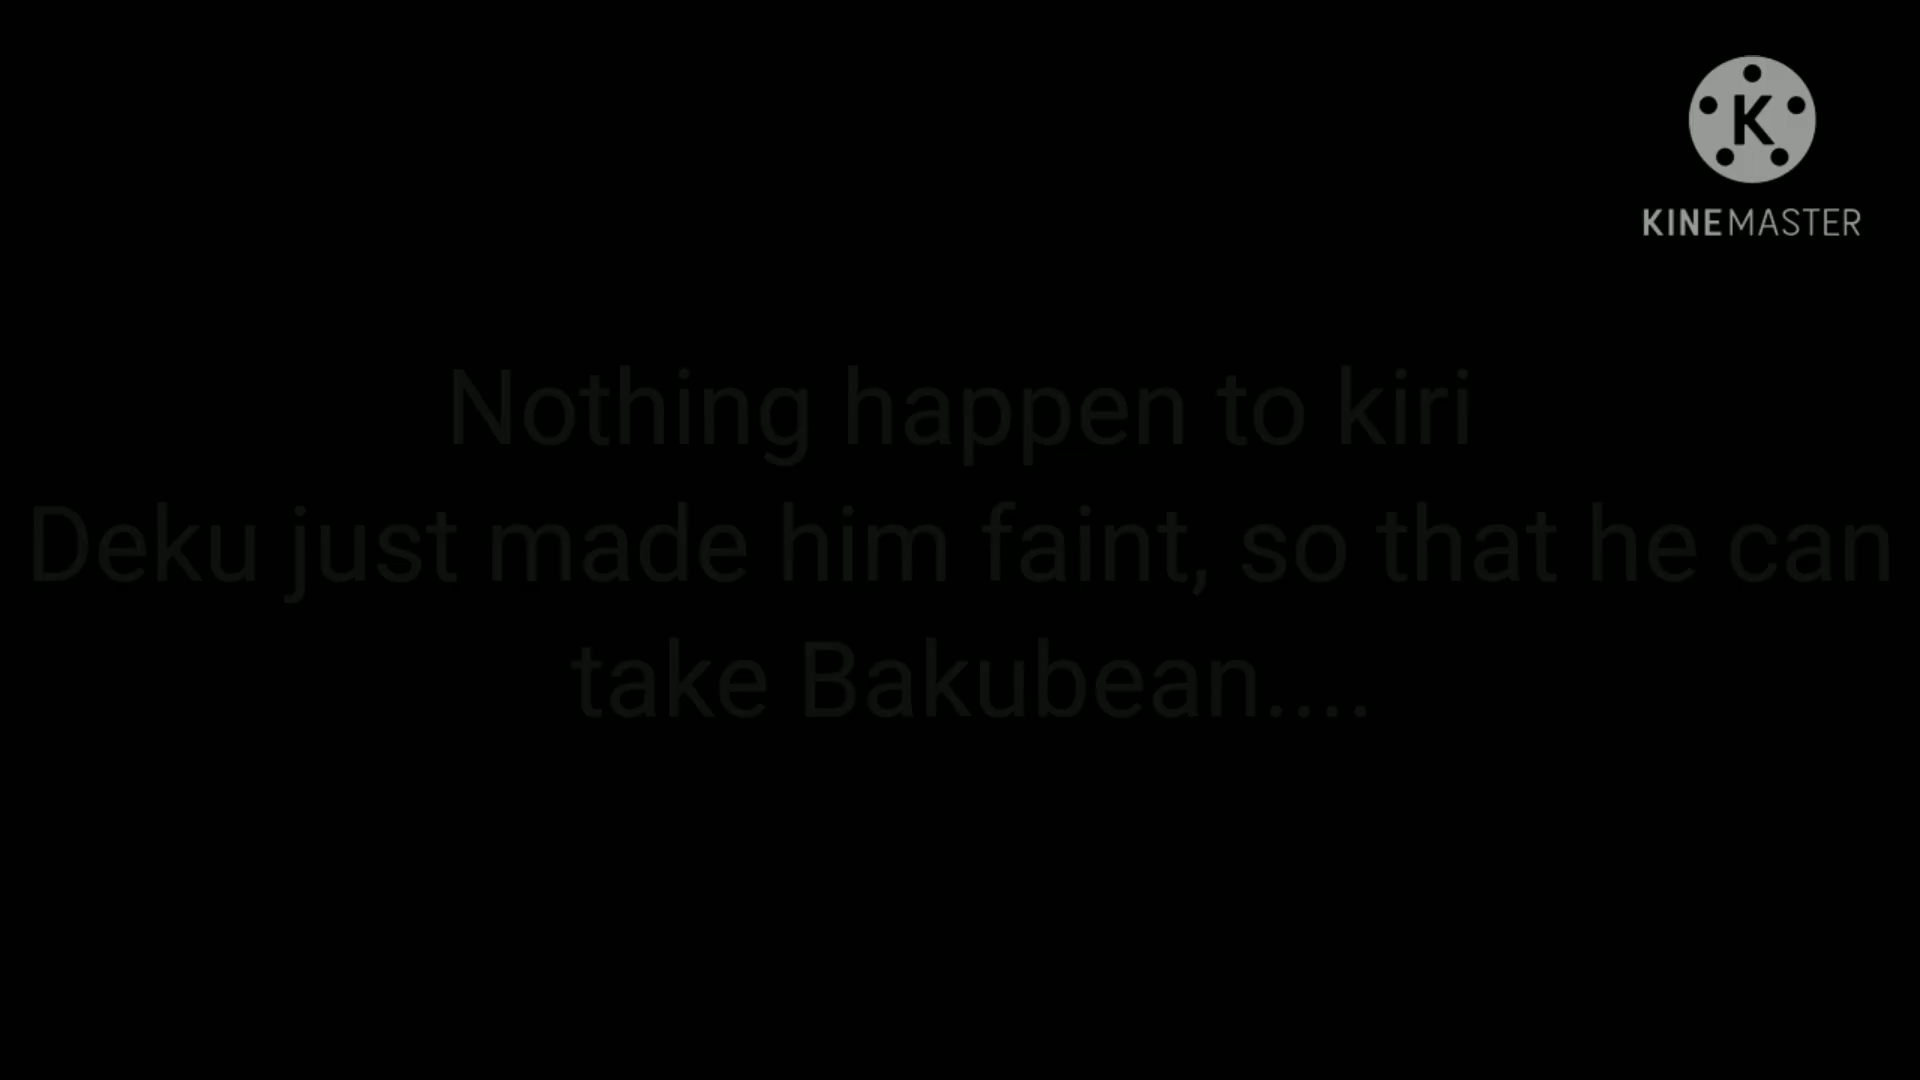 K
KINEMASTER
Nothing happen to kiri
Deku just made him faint, so that he can
take Bakubean....